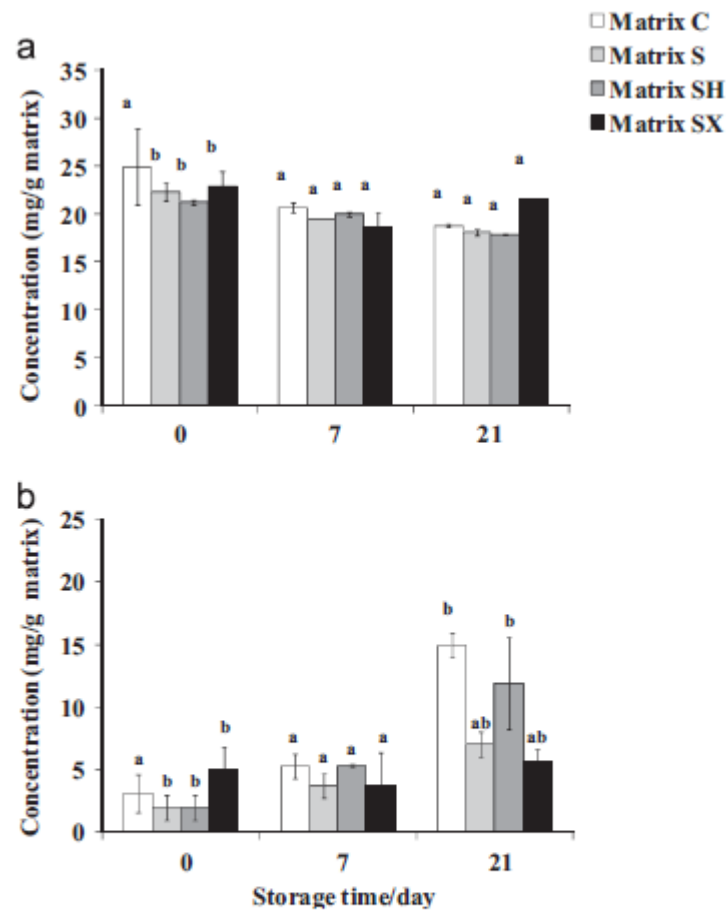 a
Matrix C
Matrix S
Matrix SH
Matrix SX
Concentration (mg/g matrix)
35
30
25
20
15
10
5
0
a b b b
a a a a
a a a a
0 7 21
b
Concentration (mg/g matrix)
25
20
15
10
5
0
a b b b
a a a a
b ab b ab
0 7 21
Storage time/day